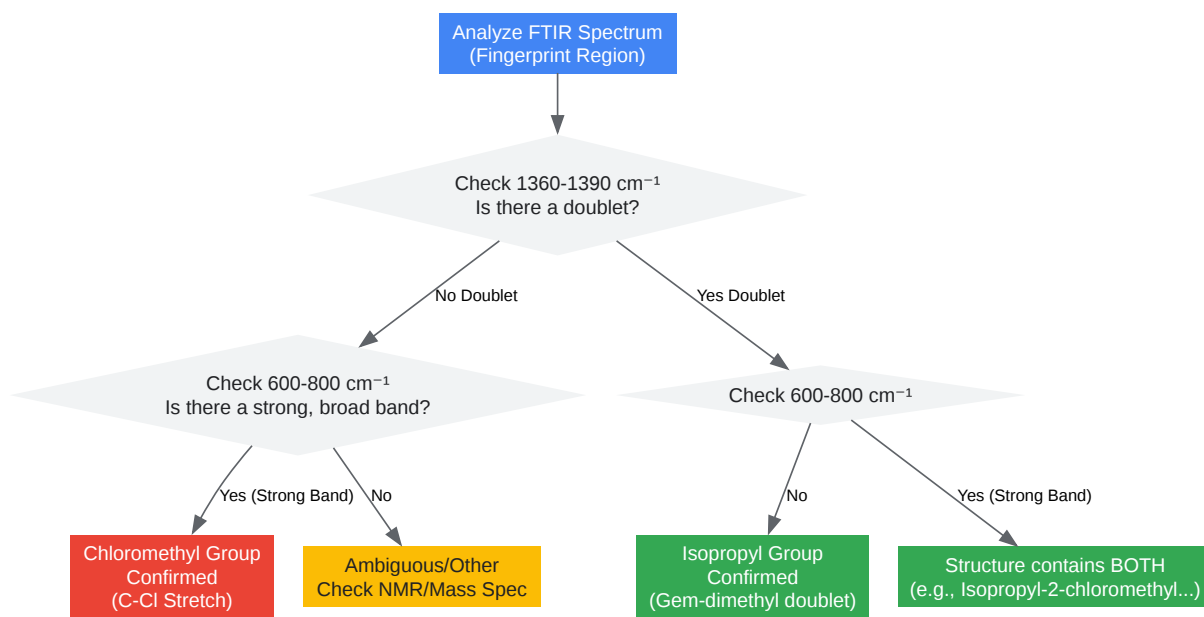 Analyze FTIR Spectrum
(Fingerprint Region)
Check 1360-1390 cm⁻¹
Is there a doublet?
No Doublet
Yes Doublet
Check 600-800 cm⁻¹
Is there a strong, broad band?
Check 600-800 cm⁻¹
Yes (Strong Band)
No
No
Yes (Strong Band)
Chloromethyl Group
Confirmed
(C-Cl Stretch)
Ambiguous/Other
Check NMR/Mass Spec
Isopropyl Group
Confirmed
(Gem-dimethyl doublet)
Structure contains BOTH
(e.g., Isopropyl-2-chloromethyl...)